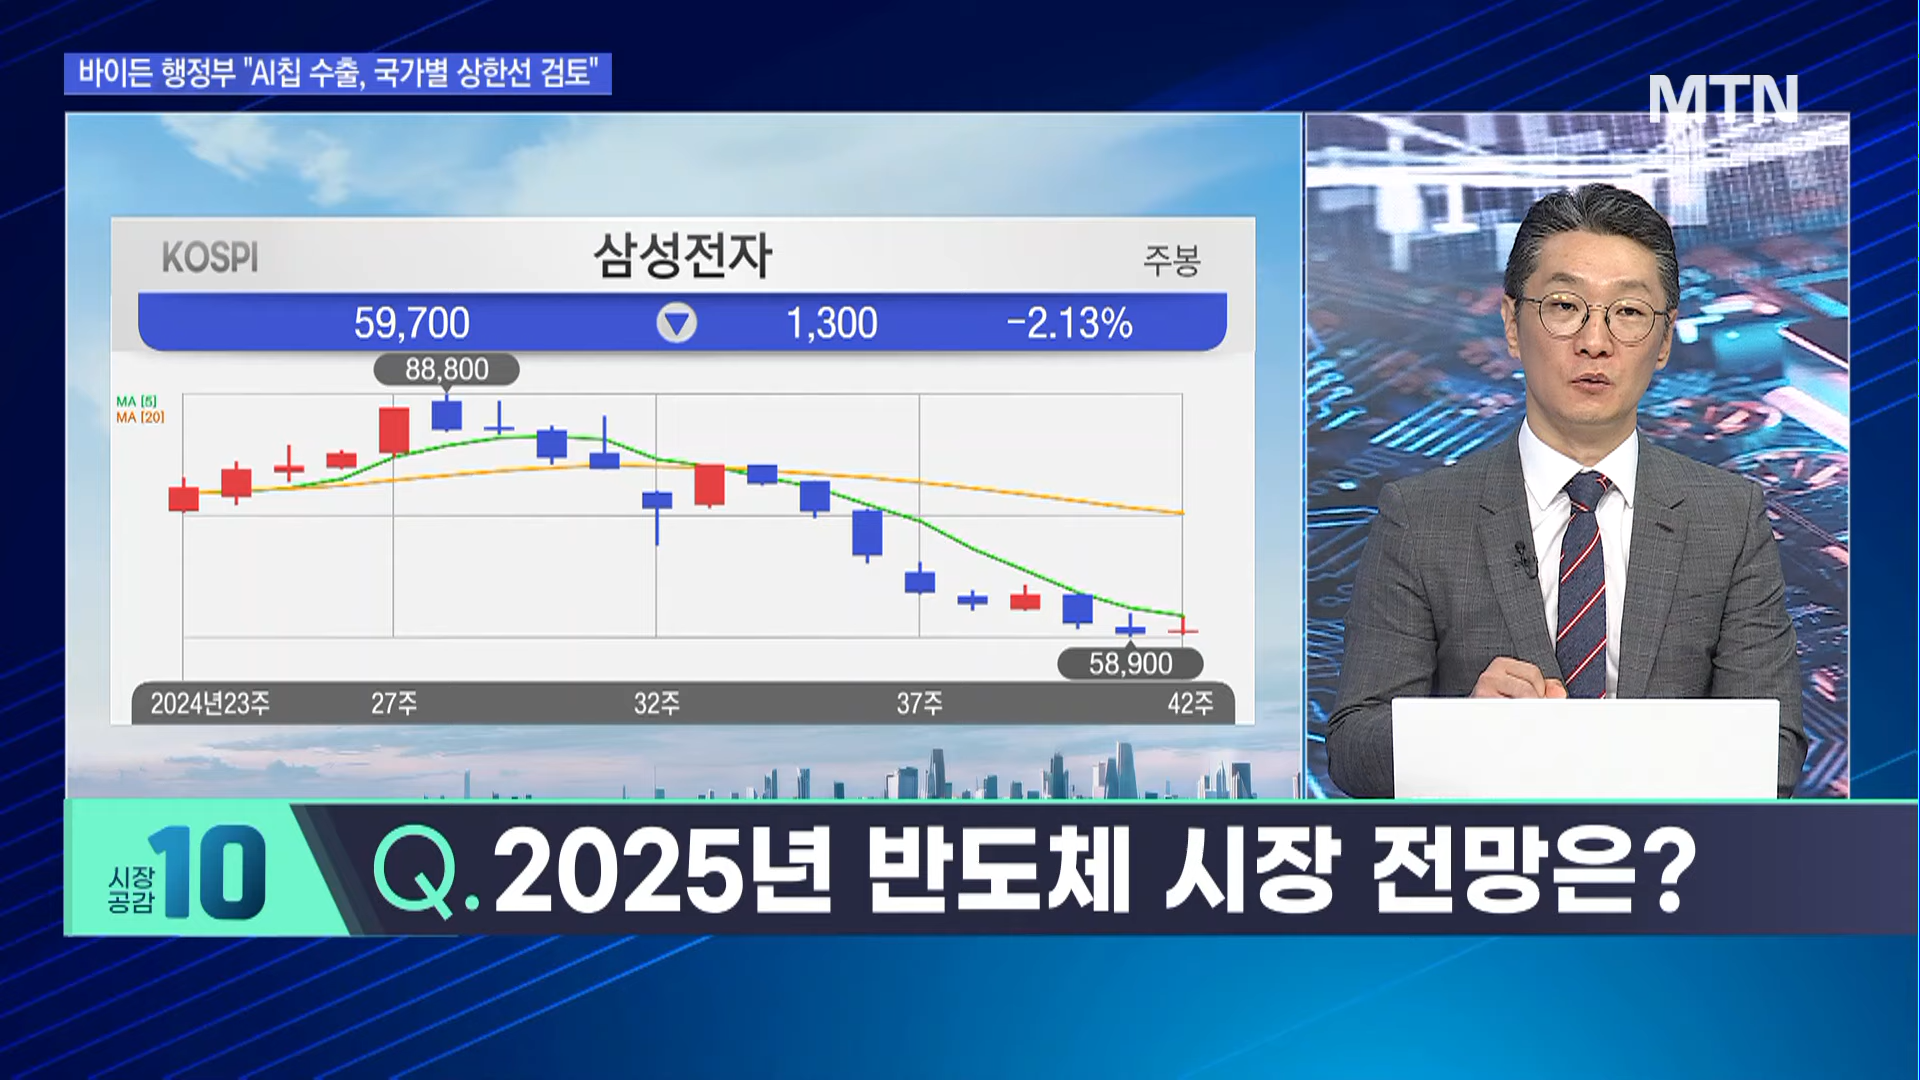 바이든 행정부 "AI칩 수출, 국가별 상한선 검토"
MTN
KOSPI 삼성전자 주봉
59,700 ▼ 1,300 -2.13%
88,800
MA [5]
MA [20]
58,900
2024년23주 27주 32주 37주 42주
시장
공감
10
Q. 2025년 반도체 시장 전망은?